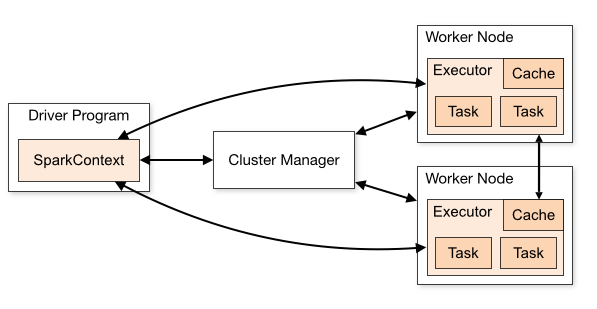 Driver Program
SparkContext
Cluster Manager
Worker Node
Executor
Cache
Task
Task
Worker Node
Executor
Cache
Task
Task